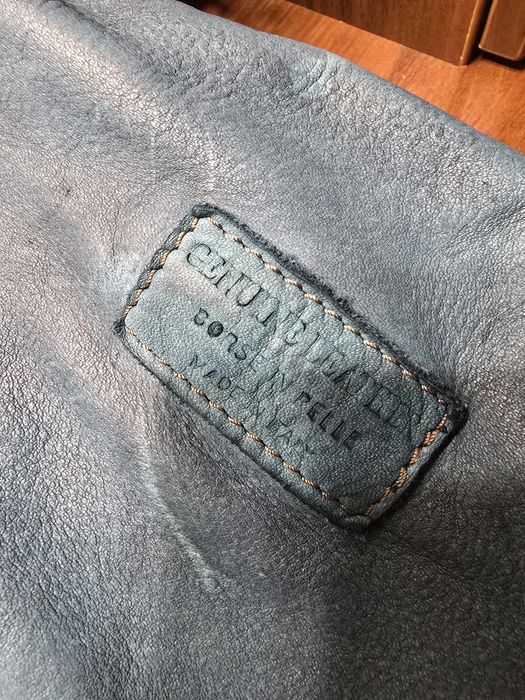 GENUINE LEATHER
BORSE IN PELLE
MADE IN ITALY